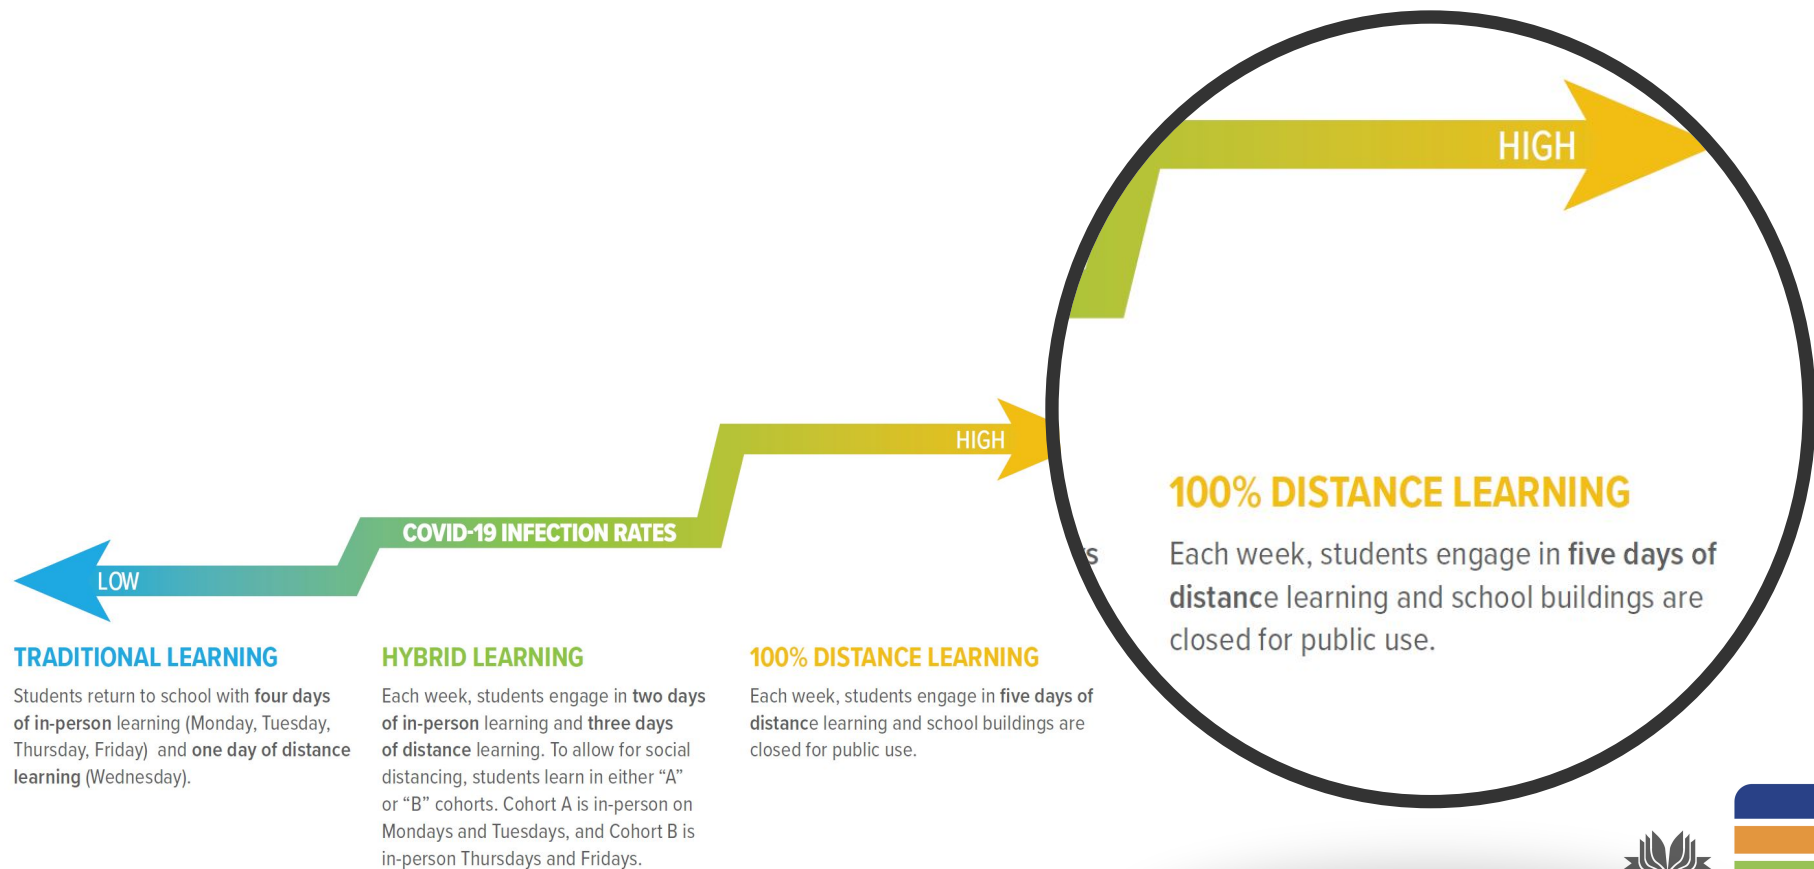 HIGH
COVID-19 INFECTION RATES
LOW
TRADITIONAL LEARNING
Students return to school with four days
of in-person learning (Monday, Tuesday,
Thursday, Friday)  and one day of distance
learning (Wednesday).
HYBRID LEARNING
Each week, students engage in two days
of in-person learning and three days
of distance learning. To allow for social
distancing, students learn in either “A”
or “B” cohorts. Cohort A is in-person on
Mondays and Tuesdays, and Cohort B is
in-person Thursdays and Fridays.
100% DISTANCE LEARNING
Each week, students engage in five days of
distance learning and school buildings are
closed for public use.
HIGH
s
100% DISTANCE LEARNING
Each week, students engage in five days of
distance learning and school buildings are
closed for public use.